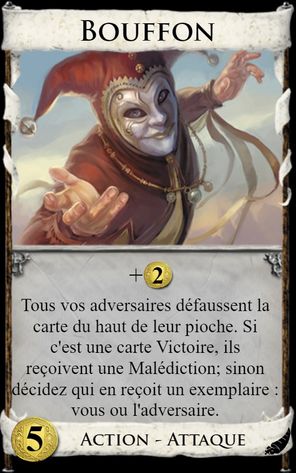 Bouffon
+2
Tous vos adversaires défaussent la
carte du haut de leur pioche. Si
c'est une carte Victoire, ils
reçoivent une Malédiction; sinon
décidez qui en reçoit un exemplaire :
vous ou l'adversaire.
5 Action - Attaque